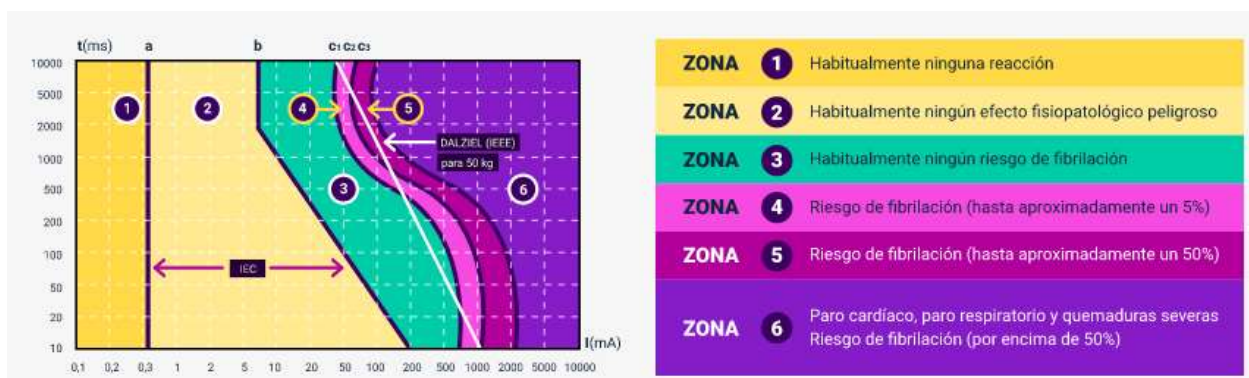 t(ms) a b c₁ c₂ c₃
10000
5000
2000
1000
500
200
100
50
20
10
1
2
4
5
3
6
DALZIEL (IEEE)
para 50 kg
IEC
I(mA)
0,1 0,2 0,3 1 2 5 10 20 50 100 200 500 1000 2000 5000 10000
ZONA 1 Habitualmente ninguna reacción
ZONA 2 Habitualmente ningún efecto fisiopatológico peligroso
ZONA 3 Habitualmente ningún riesgo de fibrilación
ZONA 4 Riesgo de fibrilación (hasta aproximadamente un 5%)
ZONA 5 Riesgo de fibrilación (hasta aproximadamente un 50%)
ZONA 6 Paro cardíaco, paro respiratorio y quemaduras severas
Riesgo de fibrilación (por encima de 50%)